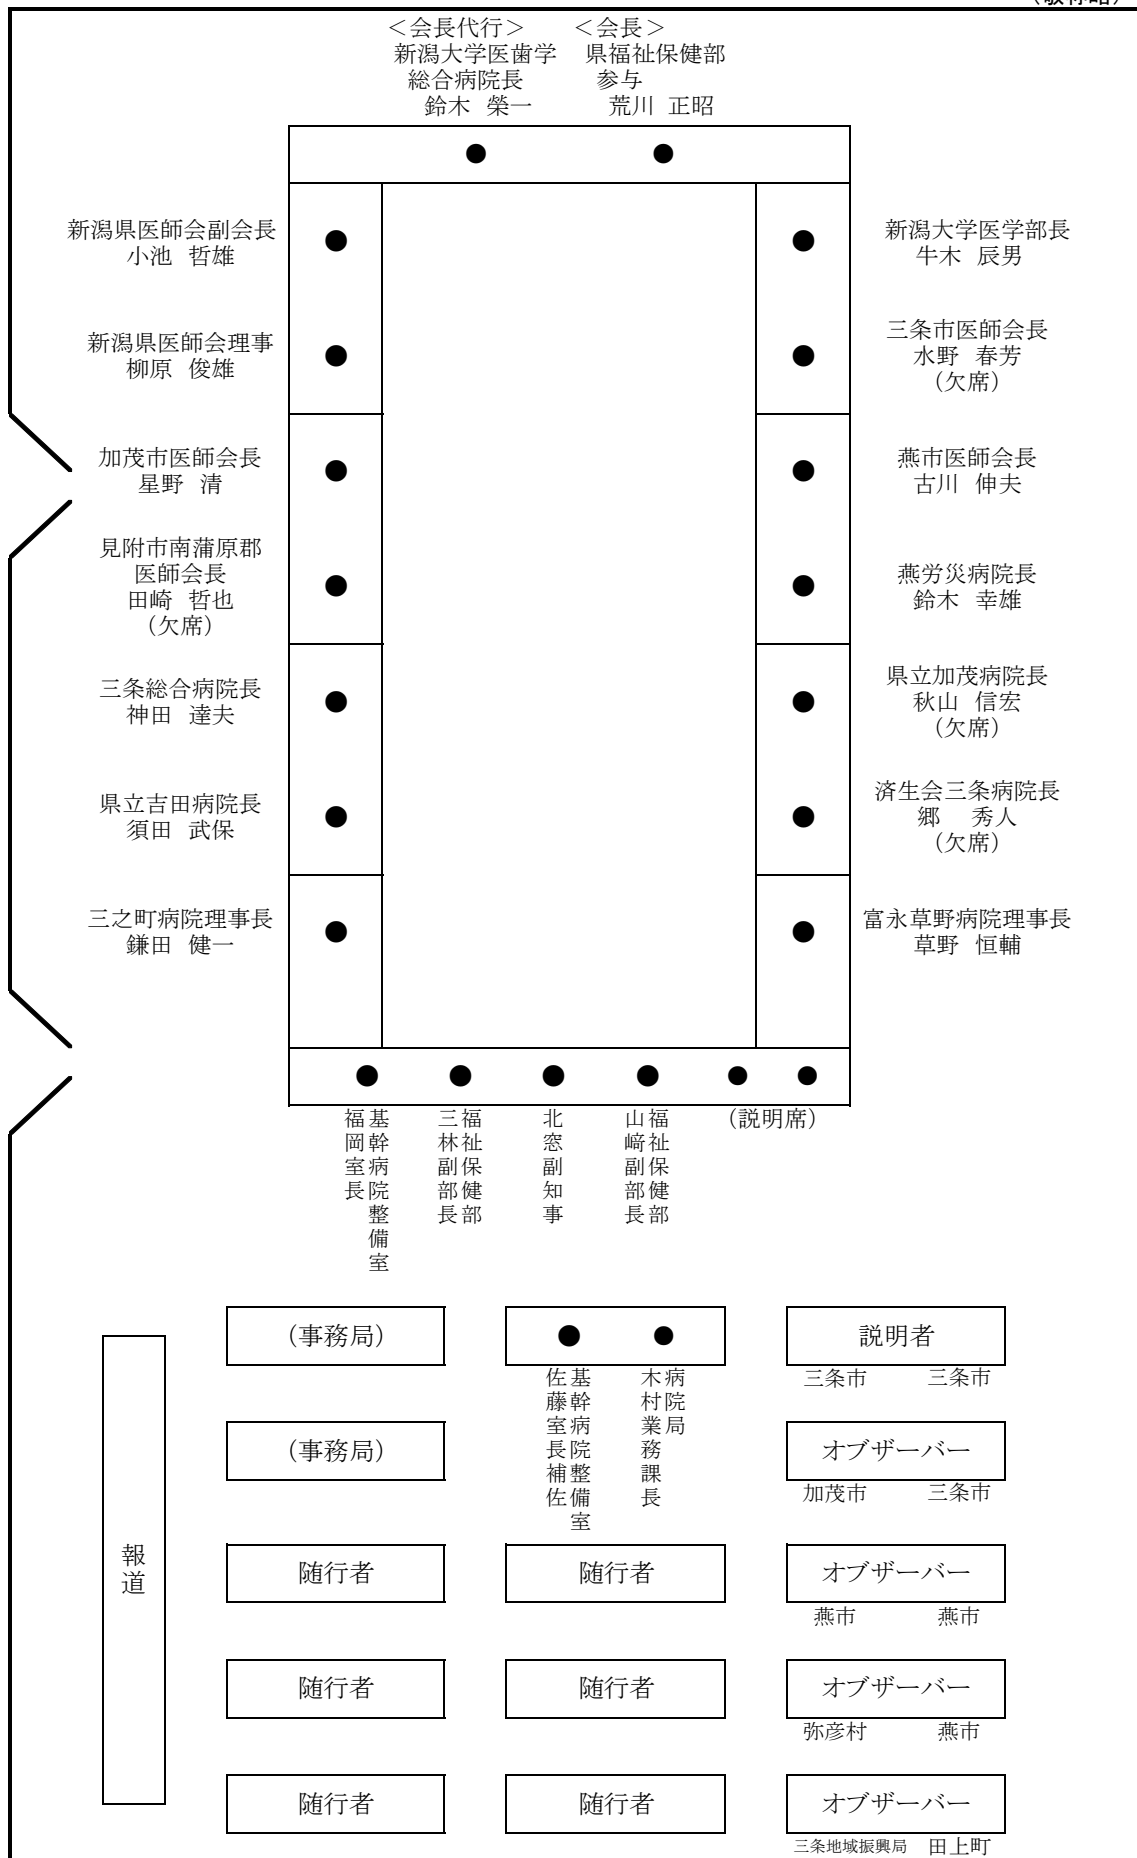 (敬称略)
＜会長代行＞
新潟大学医歯学
総合病院長
鈴木 榮一
＜会長＞
県福祉保健部
参与
荒川 正昭
新潟県医師会副会長
小池 哲雄
新潟大学医学部長
牛木 辰男
新潟県医師会理事
柳原 俊雄
三条市医師会長
水野 春芳
(欠席)
加茂市医師会長
星野 清
燕市医師会長
古川 伸夫
見附市南蒲原郡
医師会長
田崎 哲也
(欠席)
燕労災病院長
鈴木 幸雄
三条総合病院長
神田 達夫
県立加茂病院長
秋山 信宏
(欠席)
県立吉田病院長
須田 武保
済生会三条病院長
郷 秀人
(欠席)
三之町病院理事長
鎌田 健一
富永草野病院理事長
草野 恒輔
基幹病院整備室
福岡室長
福祉保健部
三林副部長
北窓副知事
福祉保健部
山﨑副部長
(説明席)
(事務局)
説明者
三条市 三条市
基幹病院整備室
佐藤室長補佐
病院局
木村業務課長
(事務局)
オブザーバー
加茂市 三条市
報道
随行者
随行者
オブザーバー
燕市 燕市
随行者
随行者
オブザーバー
弥彦村 燕市
随行者
随行者
オブザーバー
三条地域振興局 田上町